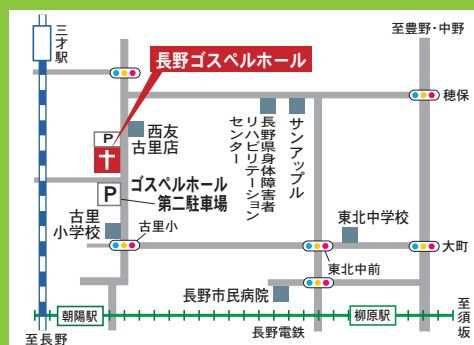 至豊野・中野
三才駅
長野ゴスペルホール
穂保
P
西友
古里店
長野県身体障害者
リハビリテーション
センター
サンアップル
P
ゴスペルホール
第二駐車場
古里
小学校
古里小
東北中学校
大町
東北中前
長野市民病院
朝陽駅
柳原駅
至須坂
至長野
長野電鉄